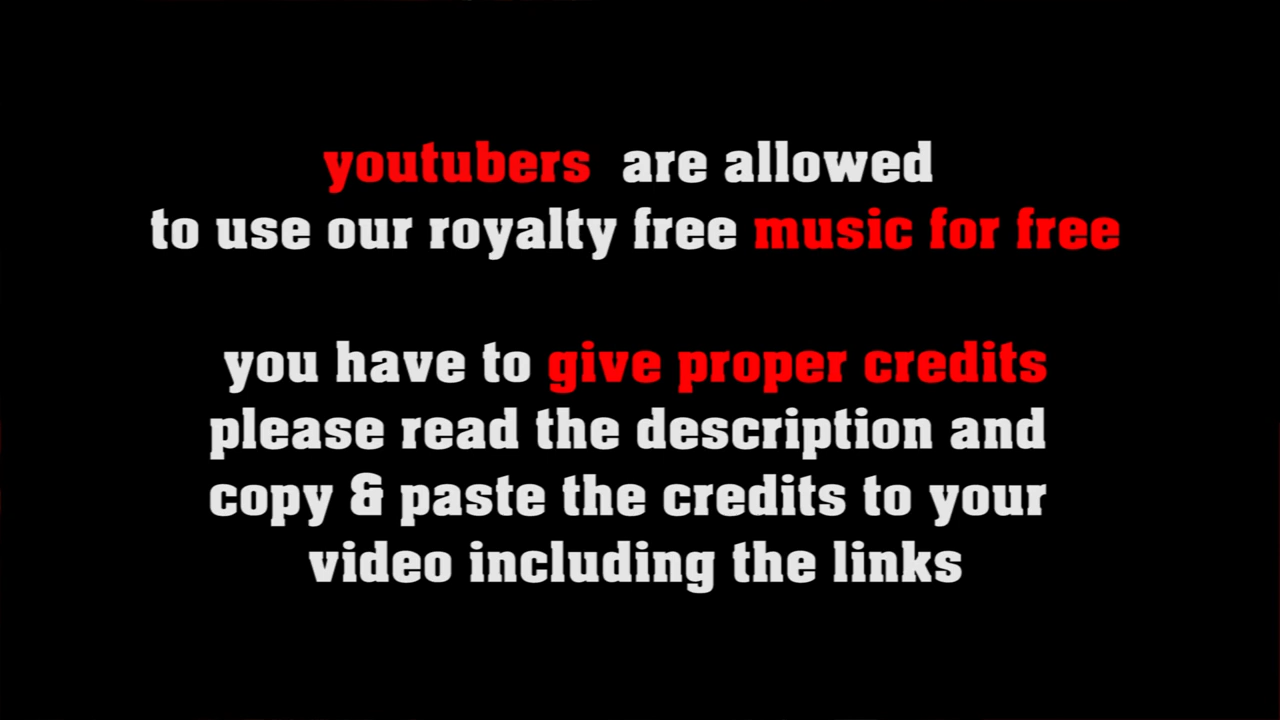 youtubers are allowed
to use our royalty free music for free
you have to give proper credits
please read the description and
copy & paste the credits to your
video including the links